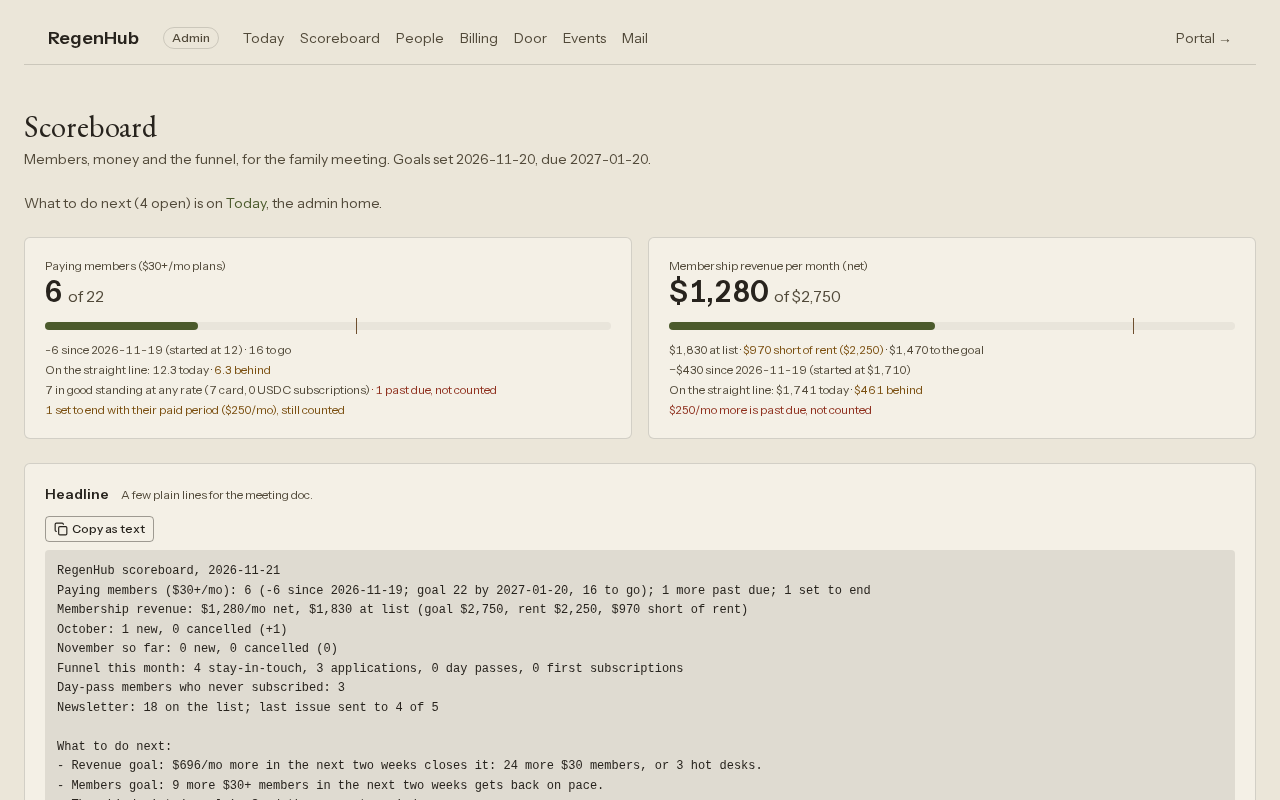 RegenHub Admin Today Scoreboard People Billing Door Events Mail Portal →
Scoreboard
Members, money and the funnel, for the family meeting. Goals set 2026-11-20, due 2027-01-20.
What to do next (4 open) is on Today, the admin home.
Paying members ($30+/mo plans)
6 of 22
-6 since 2026-11-19 (started at 12) · 16 to go
On the straight line: 12.3 today · 6.3 behind
7 in good standing at any rate (7 card, 0 USDC subscriptions) · 1 past due, not counted
1 set to end with their paid period ($250/mo), still counted
Membership revenue per month (net)
$1,280 of $2,750
$1,830 at list · $970 short of rent ($2,250) · $1,470 to the goal
−$430 since 2026-11-19 (started at $1,710)
On the straight line: $1,741 today · $461 behind
$250/mo more is past due, not counted
Headline A few plain lines for the meeting doc.
Copy as text
RegenHub scoreboard, 2026-11-21
Paying members ($30+/mo): 6 (-6 since 2026-11-19; goal 22 by 2027-01-20, 16 to go); 1 more past due; 1 set to end
Membership revenue: $1,280/mo net, $1,830 at list (goal $2,750, rent $2,250, $970 short of rent)
October: 1 new, 0 cancelled (+1)
November so far: 0 new, 0 cancelled (0)
Funnel this month: 4 stay-in-touch, 3 applications, 0 day passes, 0 first subscriptions
Day-pass members who never subscribed: 3
Newsletter: 18 on the list; last issue sent to 4 of 5
What to do next:
- Revenue goal: $696/mo more in the next two weeks closes it: 24 more $30 members, or 3 hot desks.
- Members goal: 9 more $30+ members in the next two weeks gets back on pace.